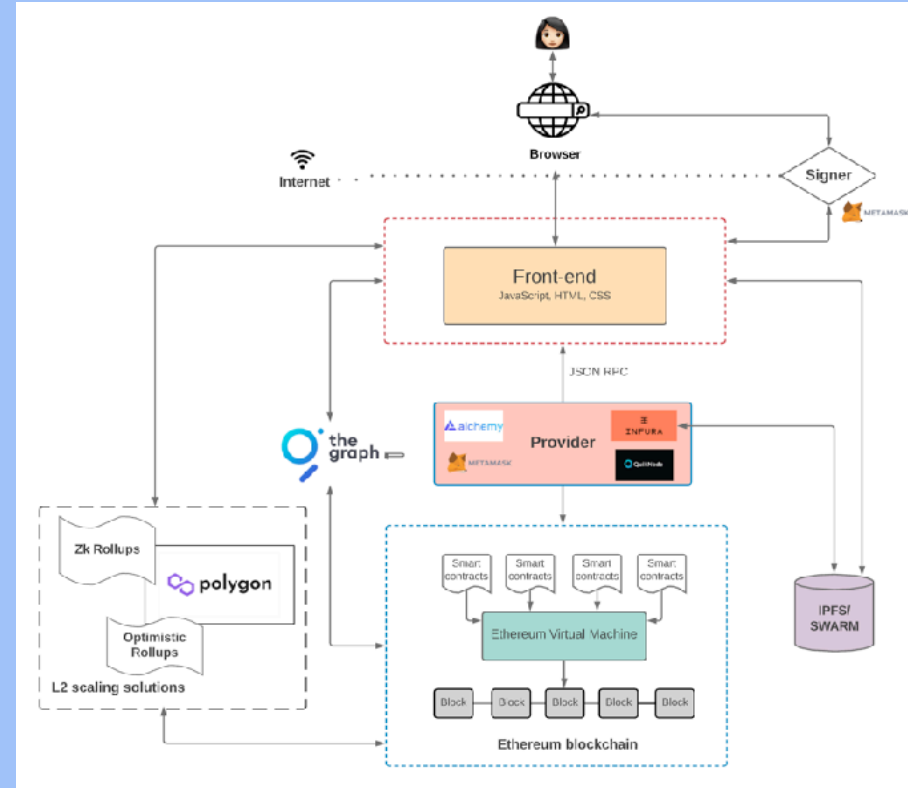 Browser
Internet
Signer
METAMASK
Front-end
JavaScript, HTML, CSS
JSON RPC
alchemy
INFURA
Provider
METAMASK
QuikNode
the
graph
Zk Rollups
polygon
Optimistic
Rollups
L2 scaling solutions
Smart
contracts
Smart
contracts
Smart
contracts
Smart
contracts
Ethereum Virtual Machine
Block
Block
Block
Block
Block
Ethereum blockchain
IPFS/
SWARM